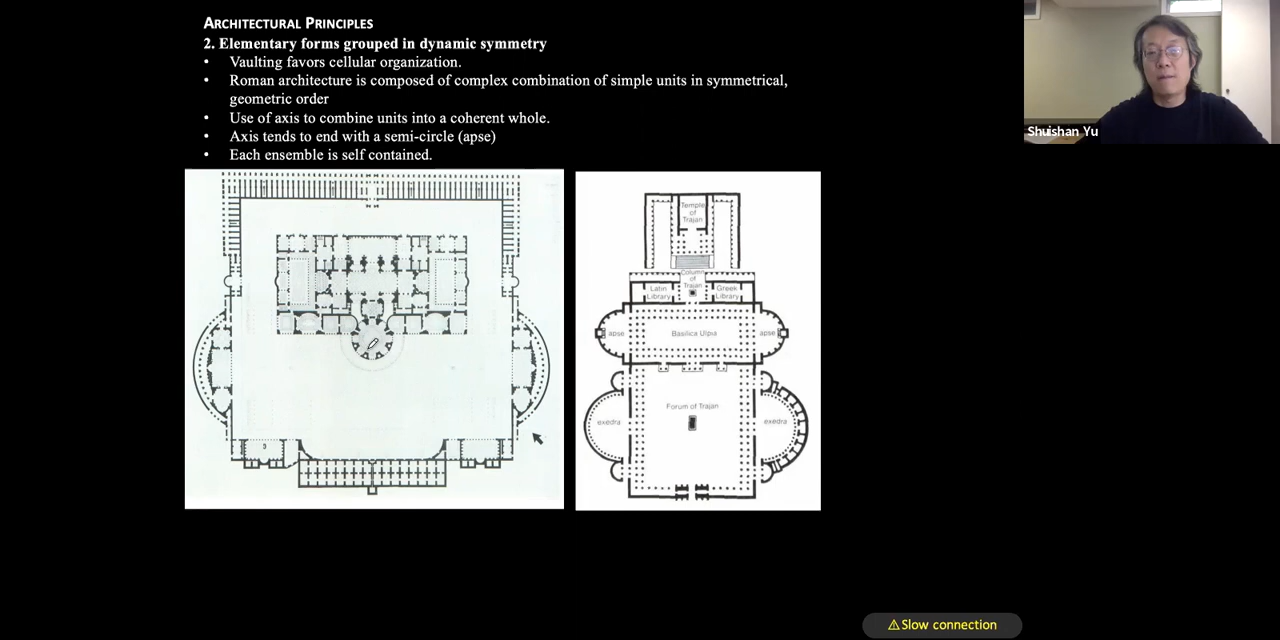 ARCHITECTURAL PRINCIPLES
2. Elementary forms grouped in dynamic symmetry
• Vaulting favors cellular organization.
• Roman architecture is composed of complex combination of simple units in symmetrical,
geometric order
• Use of axis to combine units into a coherent whole.
• Axis tends to end with a semi-circle (apse)
• Each ensemble is self contained.
Shuishan Yu
Temple
of
Trajan
Column
of
Trajan
Latin
Library
Greek
Library
apse
Basilica Ulpia
apse
Forum of Trajan
exedra
exedra
Slow connection